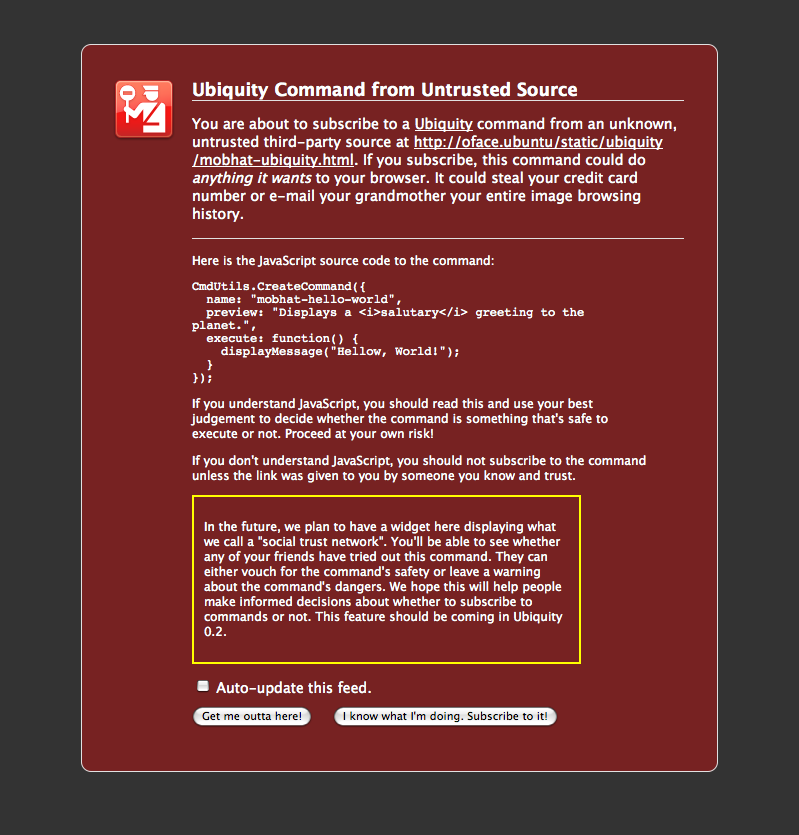 Ubiquity Command from Untrusted Source
You are about to subscribe to a Ubiquity command from an unknown,
untrusted third-party source at http://oface.ubuntu/static/ubiquity
/mobhat-ubiquity.html. If you subscribe, this command could do
anything it wants to your browser. It could steal your credit card
number or e-mail your grandmother your entire image browsing
history.
Here is the JavaScript source code to the command:
CmdUtils.CreateCommand({
  name: "mobhat-hello-world",
  preview: "Displays a <i>salutary</i> greeting to the
planet.",
  execute: function() {
    displayMessage("Hellow, World!");
  }
});
If you understand JavaScript, you should read this and use your best
judgement to decide whether the command is something that's safe to
execute or not. Proceed at your own risk!
If you don't understand JavaScript, you should not subscribe to the command
unless the link was given to you by someone you know and trust.
In the future, we plan to have a widget here displaying what
we call a "social trust network". You'll be able to see whether
any of your friends have tried out this command. They can
either vouch for the command's safety or leave a warning
about the command's dangers. We hope this will help people
make informed decisions about whether to subscribe to
commands or not. This feature should be coming in Ubiquity
0.2.
Auto-update this feed.
Get me outta here!
I know what I'm doing. Subscribe to it!